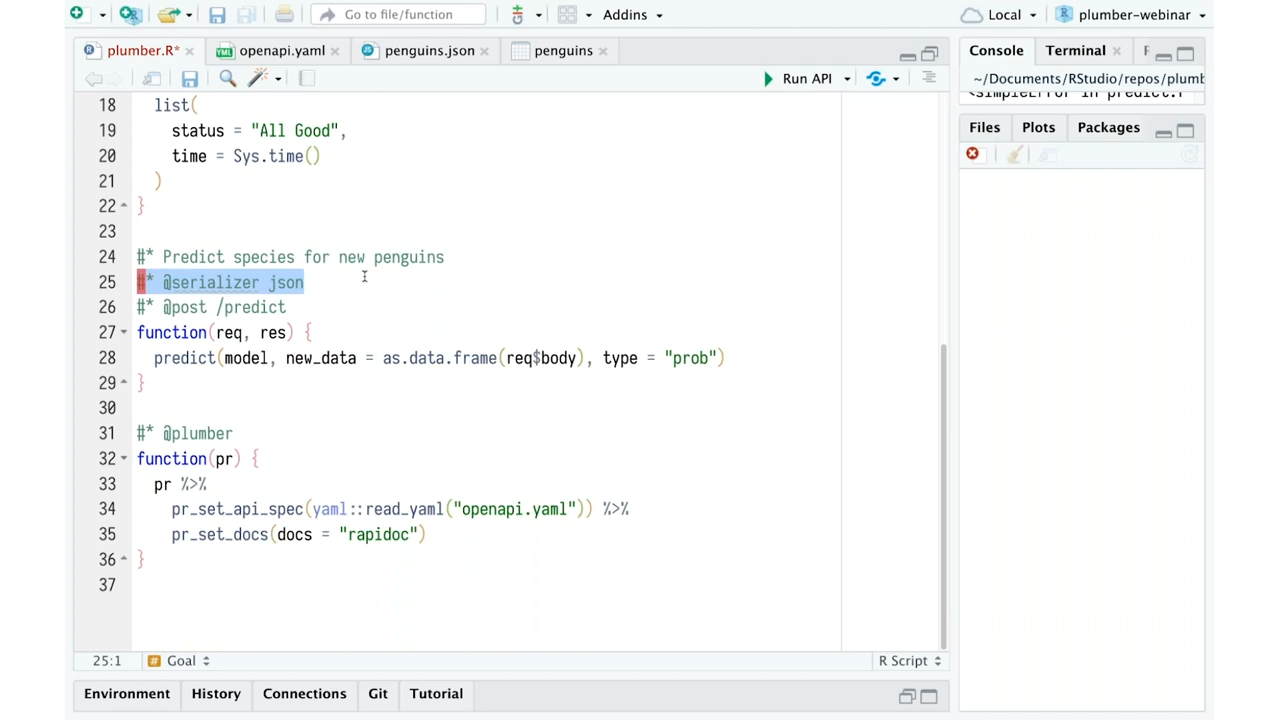 Go to file/function
Addins
Local
plumber-webinar
plumber.R*
openapi.yaml
penguins.json
penguins
Run API
18 list(
19 status = "All Good",
20 time = Sys.time()
21 )
22 }
23
24 #* Predict species for new penguins
25 #* @serializer json
26 #* @post /predict
27 function(req, res) {
28 predict(model, new_data = as.data.frame(req$body), type = "prob")
29 }
30
31 #* @plumber
32 function(pr) {
33 pr %>%
34 pr_set_api_spec(yaml::read_yaml("openapi.yaml")) %>%
35 pr_set_docs(docs = "rapidoc")
36 }
37
25:1
# Goal
R Script
Environment
History
Connections
Git
Tutorial
Console
Terminal
~/Documents/RStudio/repos/plumb
<simpleError in predict.f
Files
Plots
Packages